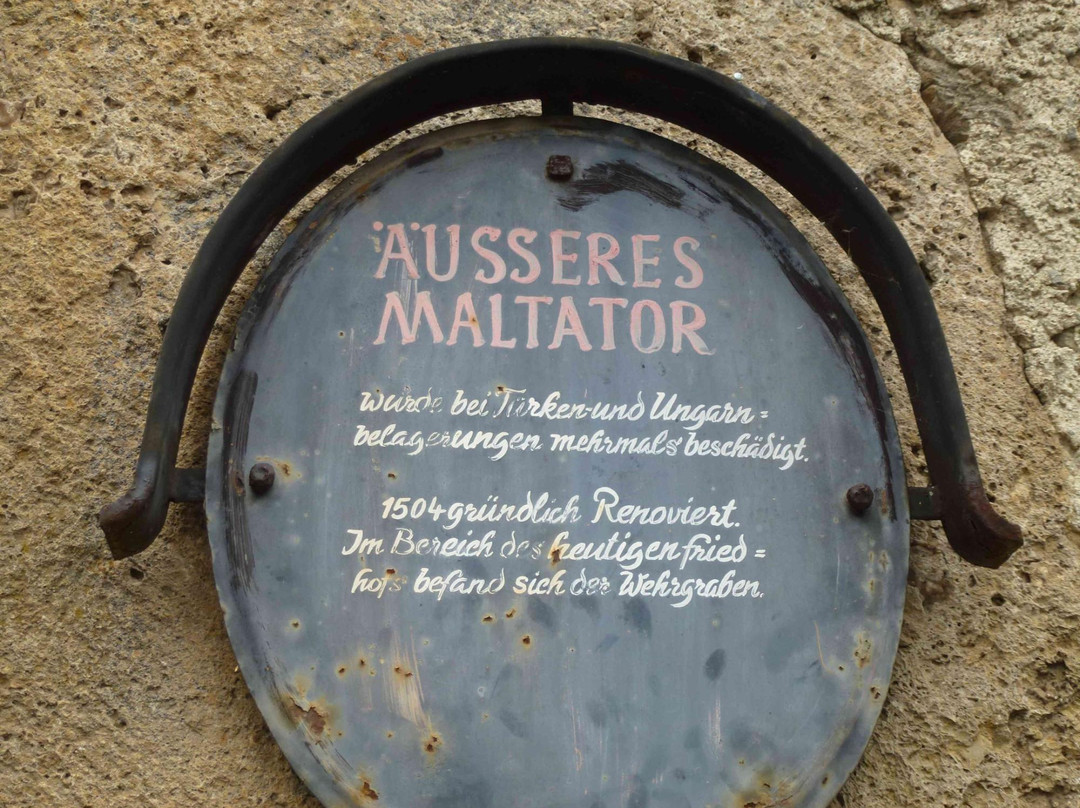 ÄUSSERES
MALTATOR
Wurde bei Türken-und Ungarn=
belagerungen mehrmals beschädigt.
1504 gründlich Renoviert.
Im Bereich des heutigen fried=
hofs befand sich der Wehrgraben.